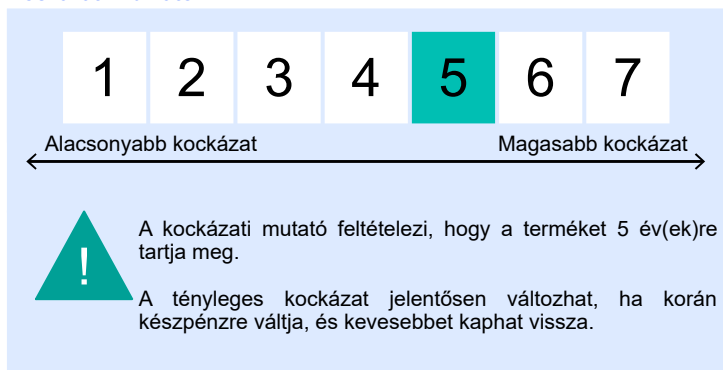 1 2 3 4 5 6 7
Alacsonyabb kockázat Magasabb kockázat
A kockázati mutató feltételezi, hogy a terméket 5 év(ek)re
tartja meg.
!
A tényleges kockázat jelentősen változhat, ha korán
készpénzre váltja, és kevesebbet kaphat vissza.